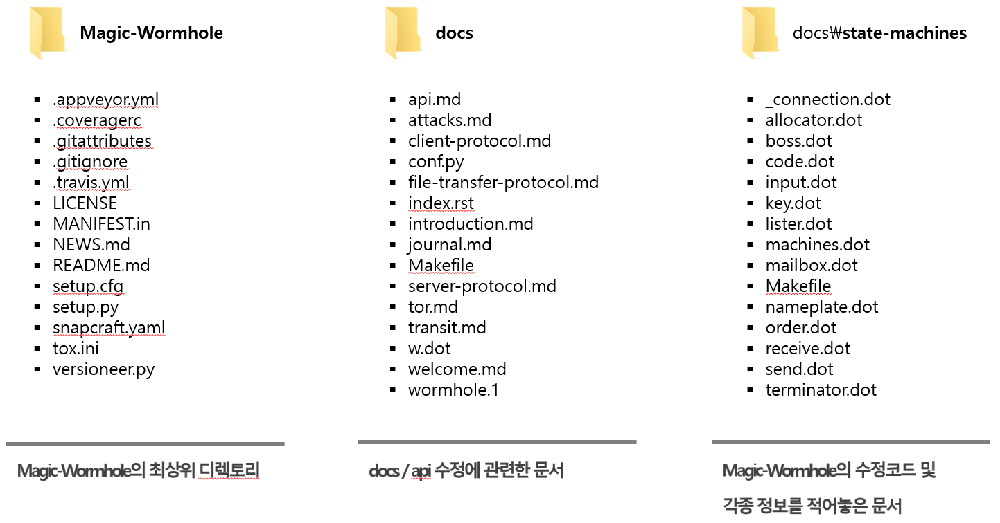 Magic-Wormhole
.appveyor.yml
.coveragerc
.gitattributes
.gitignore
.travis.yml
LICENSE
MANIFEST.in
NEWS.md
README.md
setup.cfg
setup.py
snapcraft.yaml
tox.ini
versioneer.py
Magic-Wormhole의 최상위 디렉토리
docs
api.md
attacks.md
client-protocol.md
conf.py
file-transfer-protocol.md
index.rst
introduction.md
journal.md
Makefile
server-protocol.md
tor.md
transit.md
w.dot
welcome.md
wormhole.1
docs / api 수정에 관련한 문서
docs₩state-machines
_connection.dot
allocator.dot
boss.dot
code.dot
input.dot
key.dot
lister.dot
machines.dot
mailbox.dot
Makefile
nameplate.dot
order.dot
receive.dot
send.dot
terminator.dot
Magic-Wormhole의 수정코드 및
각종 정보를 적어놓은 문서